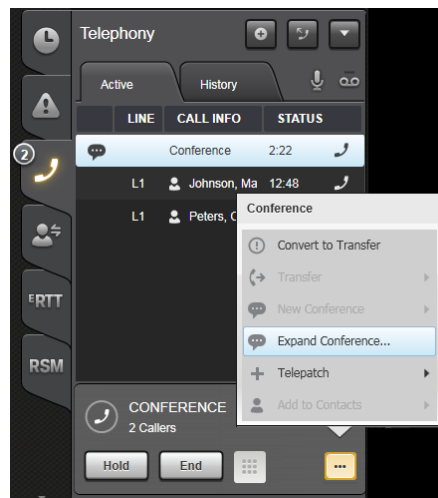 Telephony
Active History
LINE CALL INFO STATUS
Conference 2:22
2
L1 Johnson, Ma 12:48
L1 Peters, C
Conference
Convert to Transfer
Transfer
New Conference
Expand Conference...
Telepatch
Add to Contacts
ERTT
RSM
CONFERENCE
2 Callers
Hold End